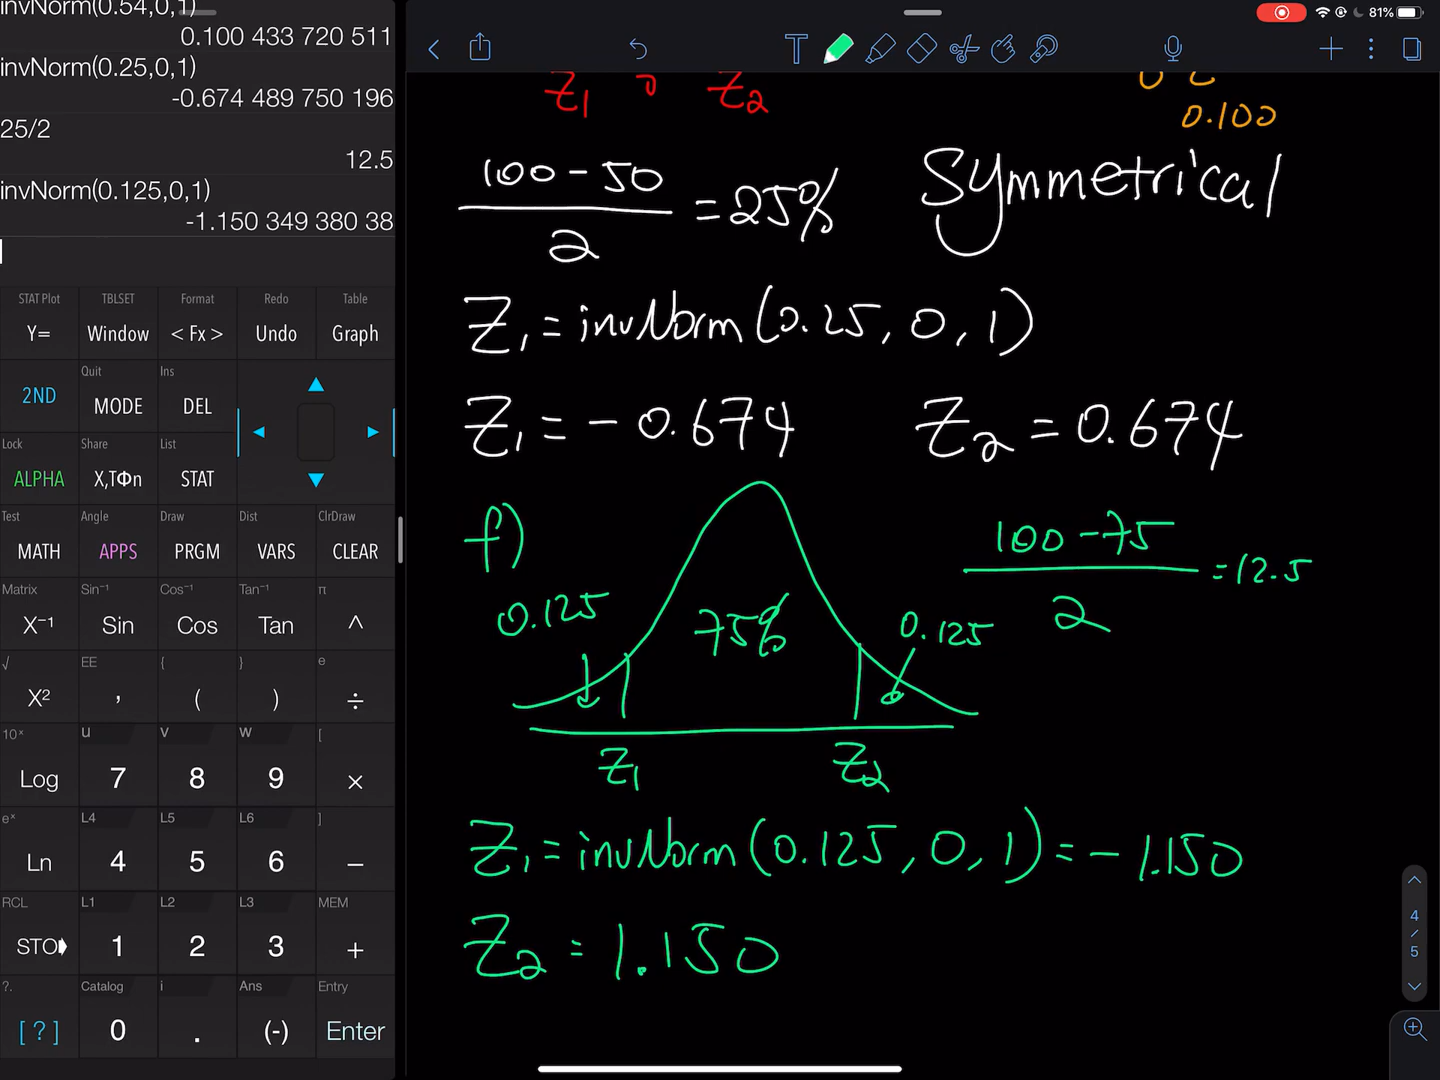 invNorm(0.54,0,1)
0.100 433 720 511
invNorm(0.25,0,1)
-0.674 489 750 196
25/2
12.5
invNorm(0.125,0,1)
-1.150 349 380 38
STAT Plot TBLSET Format Redo Table
Y= Window < Fx > Undo Graph
Quit Ins
2ND MODE DEL
Lock Share List
ALPHA X,TΦn STAT
Test Angle Draw Dist ClrDraw
MATH APPS PRGM VARS CLEAR
Matrix Sin⁻¹ Cos⁻¹ Tan⁻¹ π
X⁻¹ Sin Cos Tan ^
√ EE { } e
X² , ( ) ÷
10ˣ u v w [
Log 7 8 9 ×
eˣ L4 L5 L6 ]
Ln 4 5 6 −
RCL L1 L2 L3 MEM
STO 1 2 3 +
?. Catalog i Ans Entry
[ ? ] 0 . (-) Enter
81%
T
Z₁ 0 Z₂
0.100
100 - 50
2
= 25%
Symmetrical
Z₁ = invNorm(0.25, 0, 1)
Z₁ = - 0.674 Z₂ = 0.674
f)
100 - 75
2
= 12.5
0.125 75% 0.125
Z₁ Z₂
Z₁ = invNorm(0.125, 0, 1) = - 1.150
Z₂ = 1.150
4
/
5